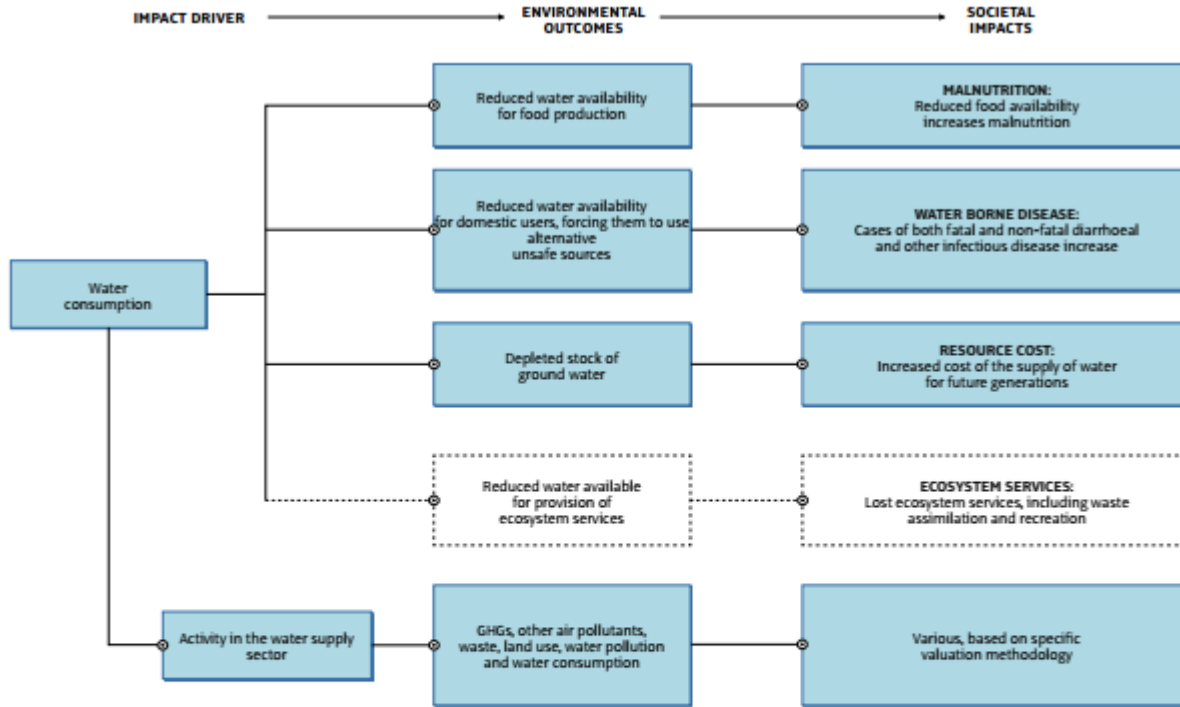 IMPACT DRIVER
ENVIRONMENTAL
OUTCOMES
SOCIETAL
IMPACTS
Reduced water availability
for food production
MALNUTRITION:
Reduced food availability
increases malnutrition
Reduced water availability
for domestic users, forcing them to use
alternative
unsafe sources
WATER BORNE DISEASE:
Cases of both fatal and non-fatal diarrhoeal
and other infectious disease increase
Water
consumption
Depleted stock of
ground water
RESOURCE COST:
Increased cost of the supply of water
for future generations
Reduced water available
for provision of
ecosystem services
ECOSYSTEM SERVICES:
Lost ecosystem services, including waste
assimilation and recreation
Activity in the water supply
sector
GHGs, other air pollutants,
waste, land use, water pollution
and water consumption
Various, based on specific
valuation methodology